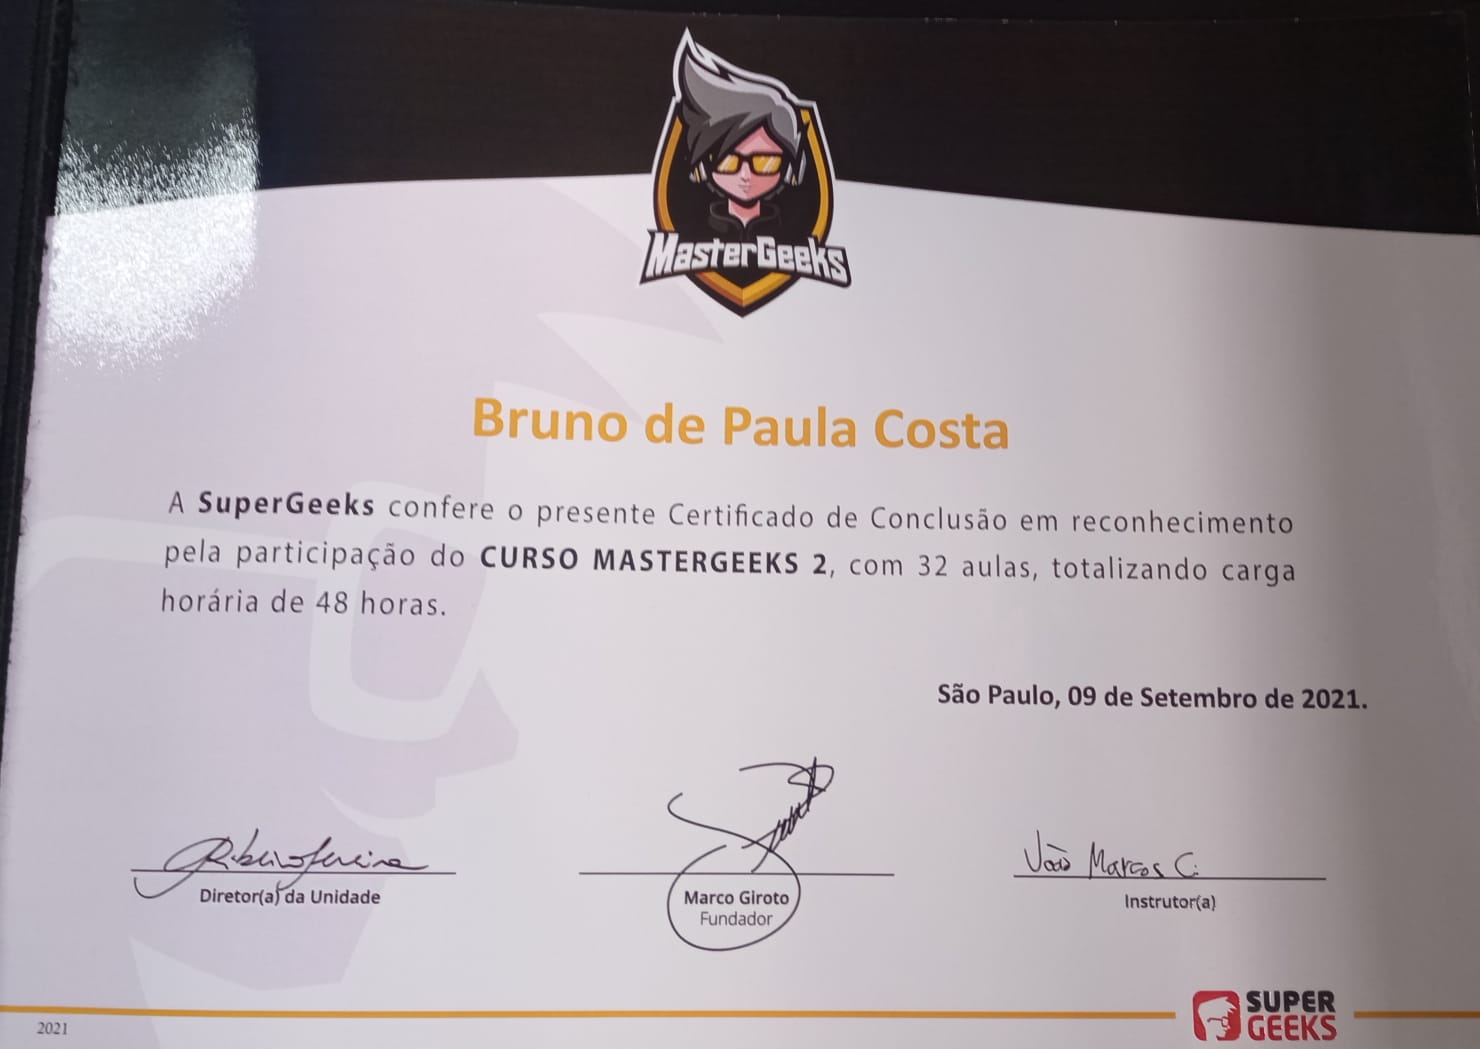 MasterGeeks
Bruno de Paula Costa
A SuperGeeks confere o presente Certificado de Conclusão em reconhecimento
pela participação do CURSO MASTERGEEKS 2, com 32 aulas, totalizando carga
horária de 48 horas.
São Paulo, 09 de Setembro de 2021.
João Marcos C.
Diretor(a) da Unidade
Marco Giroto
Fundador
Instrutor(a)
2021
SUPER
GEEKS